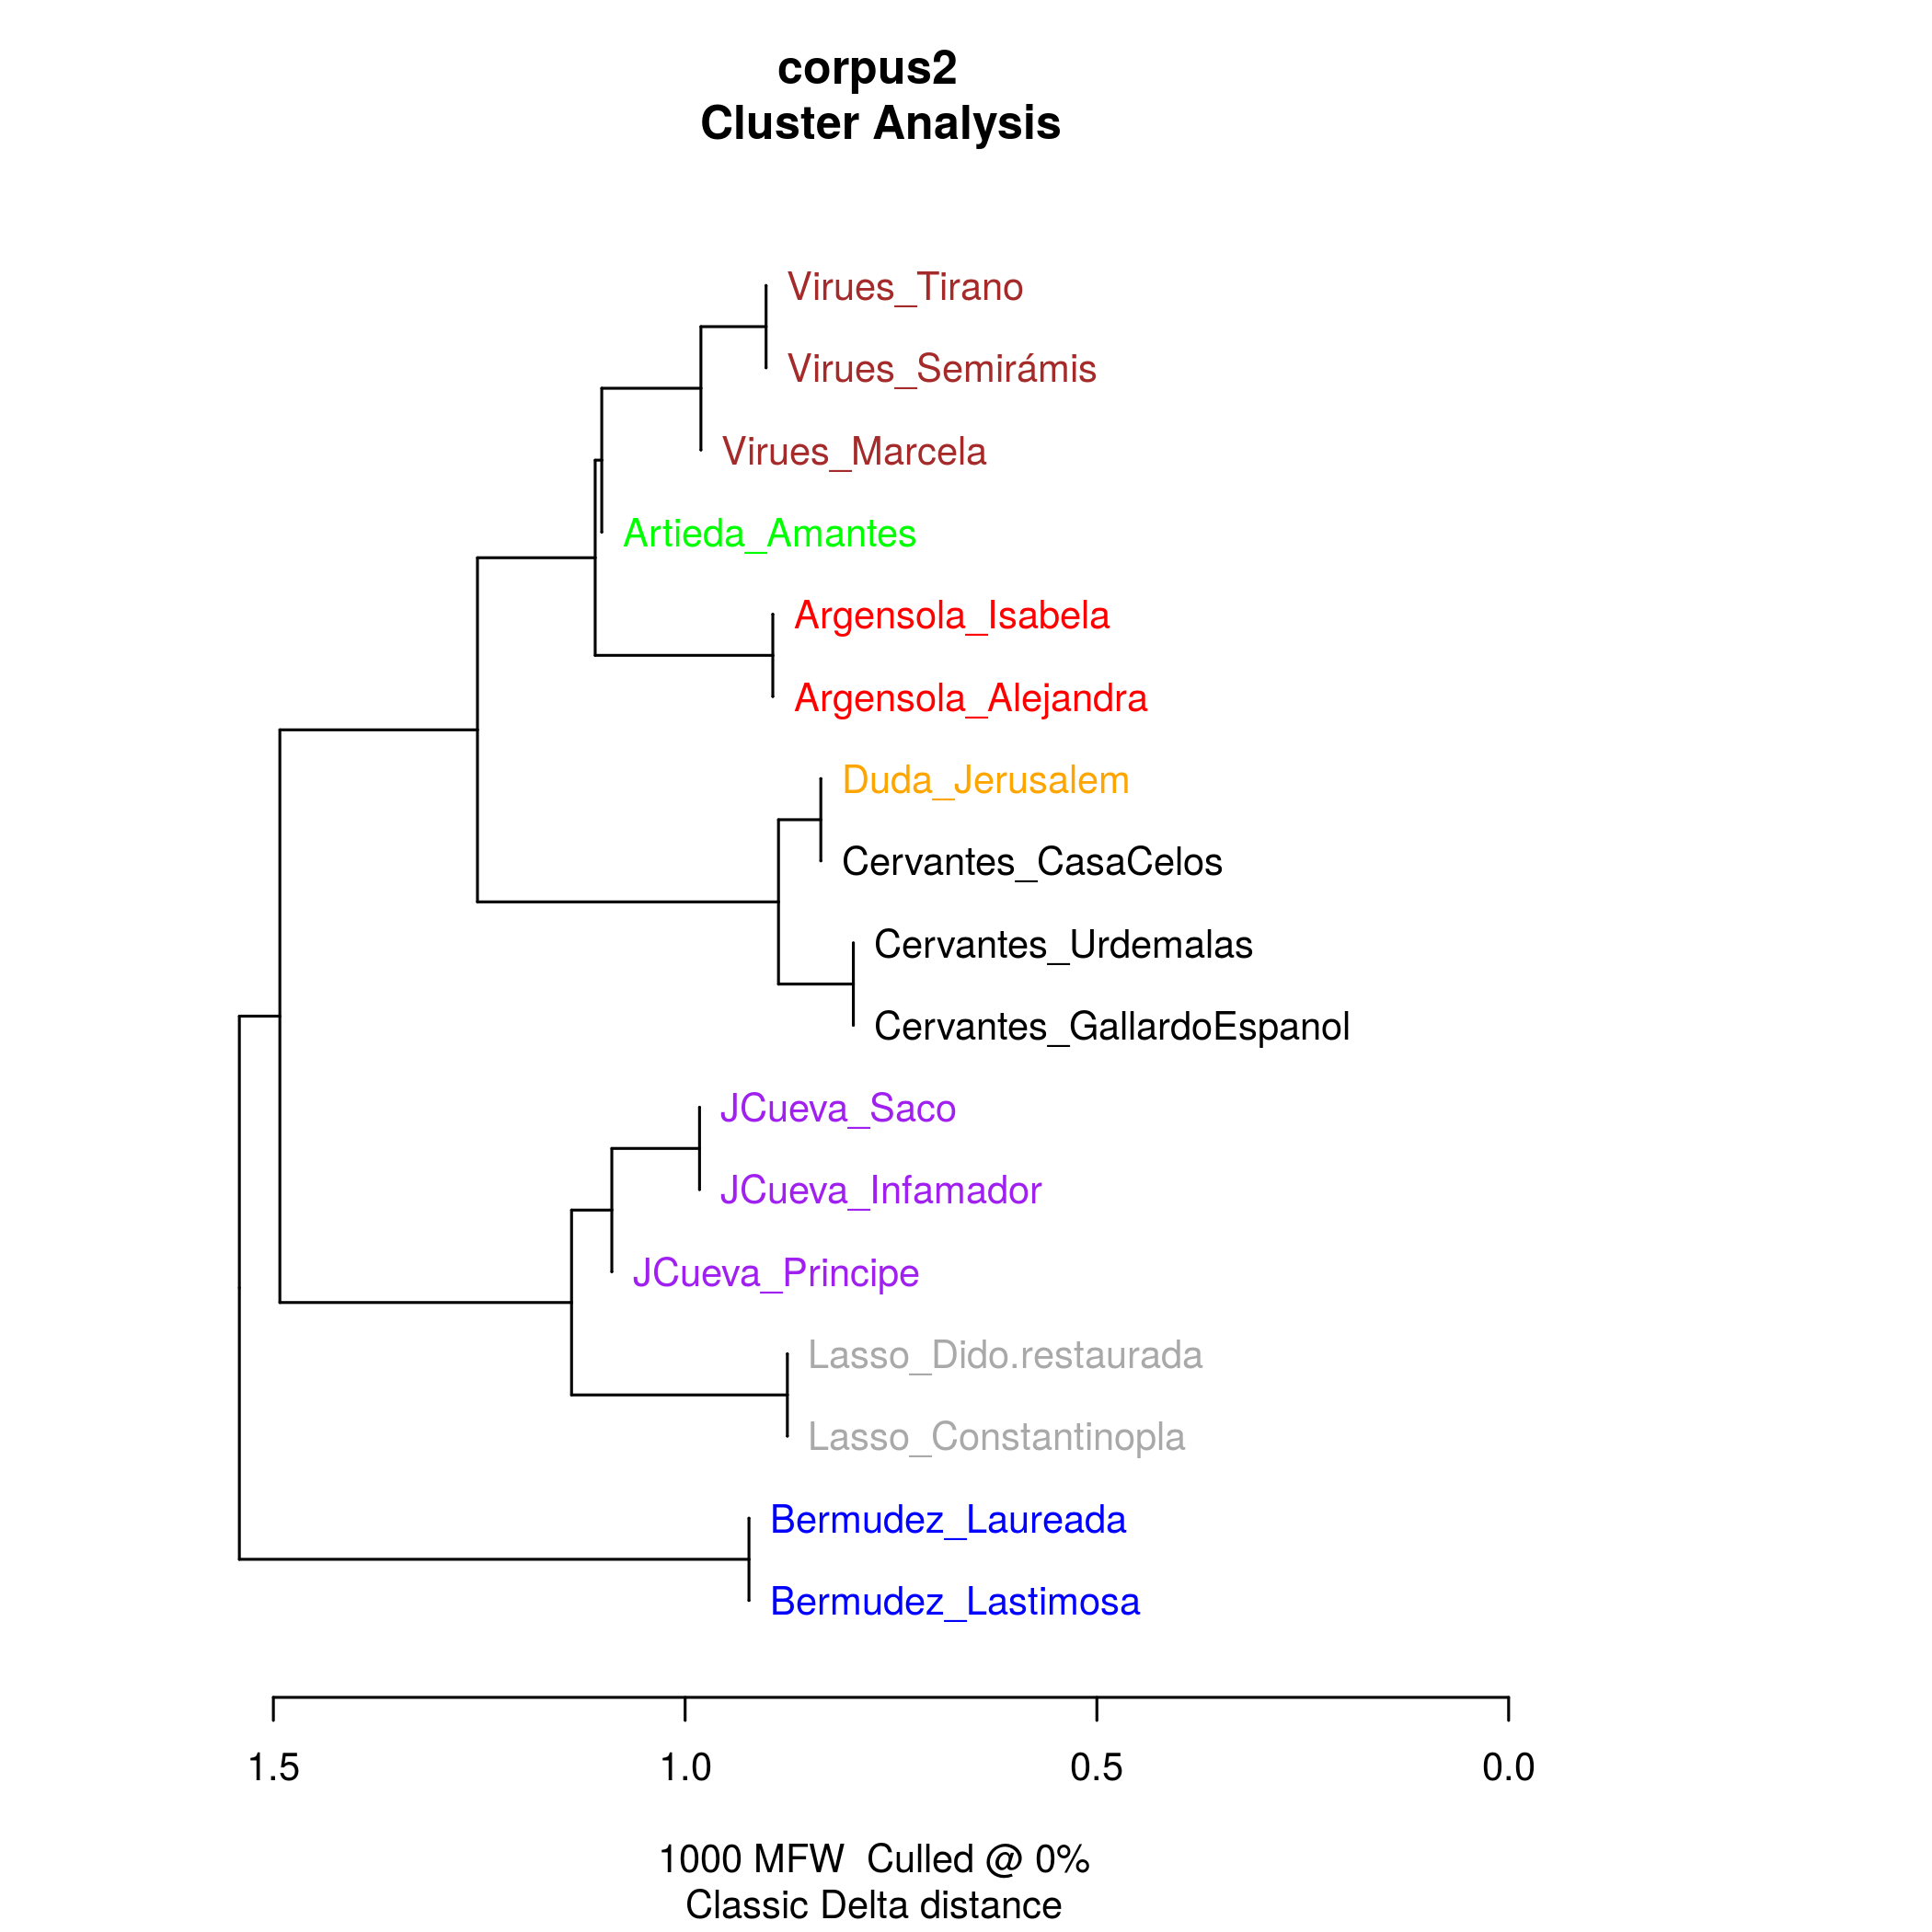 corpus2
Cluster Analysis
Virues_Tirano
Virues_Semirámis
Virues_Marcela
Artieda_Amantes
Argensola_Isabela
Argensola_Alejandra
Duda_Jerusalem
Cervantes_CasaCelos
Cervantes_Urdemalas
Cervantes_GallardoEspanol
JCueva_Saco
JCueva_Infamador
JCueva_Principe
Lasso_Dido.restaurada
Lasso_Constantinopla
Bermudez_Laureada
Bermudez_Lastimosa
1.5 1.0 0.5 0.0
1000 MFW  Culled @ 0%
Classic Delta distance